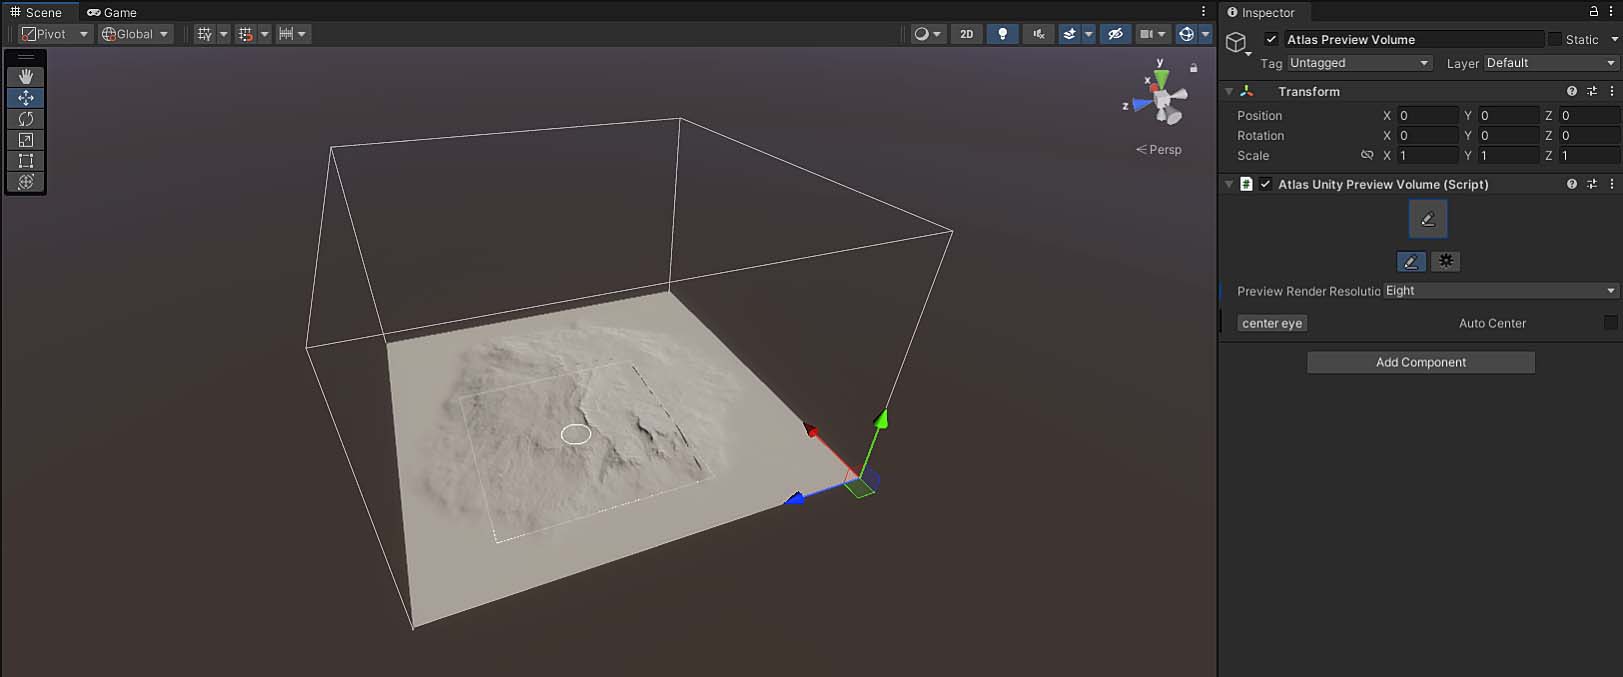 Scene Game
Pivot Global 2D
y
x
z
Persp
Inspector
Atlas Preview Volume Static
Tag Untagged Layer Default
Transform
Position X 0 Y 0 Z 0
Rotation X 0 Y 0 Z 0
Scale X 1 Y 1 Z 1
# Atlas Unity Preview Volume (Script)
Preview Render Resolutio Eight
center eye Auto Center
Add Component